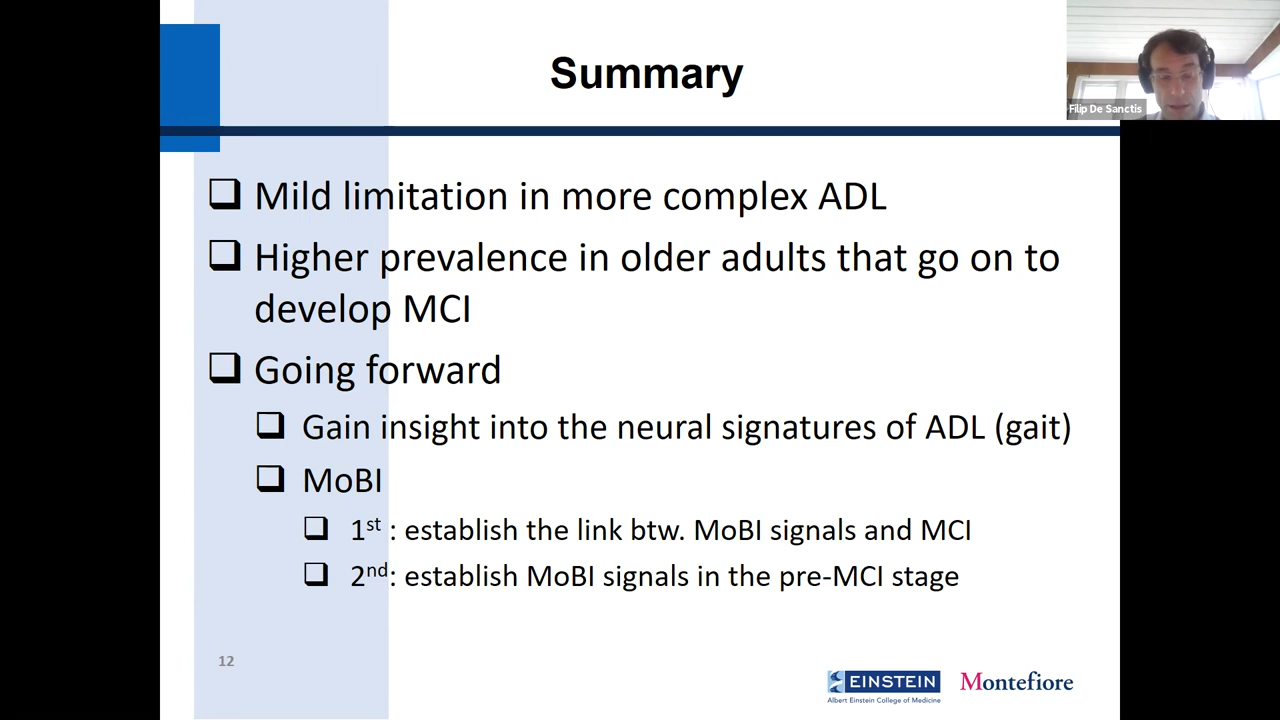 Summary
Filip De Sanctis
❑ Mild limitation in more complex ADL
❑ Higher prevalence in older adults that go on to
develop MCI
❑ Going forward
❑ Gain insight into the neural signatures of ADL (gait)
❑ MoBI
❑ 1st : establish the link btw. MoBI signals and MCI
❑ 2nd: establish MoBI signals in the pre-MCI stage
12
EINSTEIN
Albert Einstein College of Medicine
Montefiore